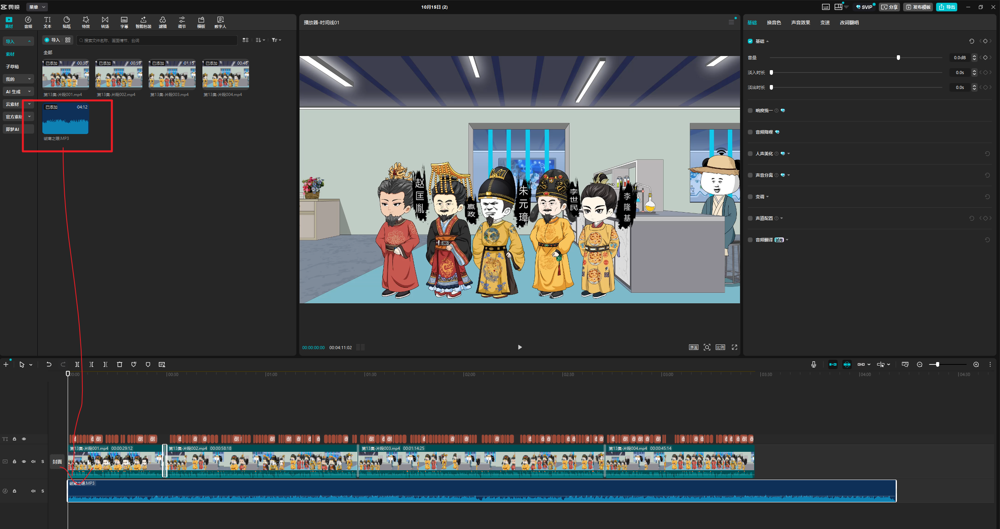 剪映 菜单 10月15日 (2) SVIP 分享 发布模板 导出
素材 音频 文本 贴纸 特效 转场 字幕 智能包装 滤镜 调节 模板 数字人
导入
素材
子草稿
我的
AI 生成
云素材
官方素材
即梦AI
导入 搜索文件名称、画面情节、台词
全部
已添加 00:30 已添加 00:59 已添加 01:15 已添加 00:46
第13集-片段001.mp4 第13集-片段002.mp4 第13集-片段003.mp4 第13集-片段004.mp4
已添加 04:12
破寒之暖.MP3
播放器-时间线01
赵匡胤
嬴政
朱元璋
李世民
李隆基
00:00:00:00 00:04:11:02 原画 比例
基础 换音色 声音效果 变速 改词翻唱
基础
音量 0.0dB
淡入时长 0.0s
淡出时长 0.0s
响度统一
音频降噪
人声美化
声音分离
变调
声道配置
音频翻译 试用
00:00 00:30 01:00 01:30 02:00 02:30 03:00 03:30 04:00 04:30
TI
第13集-片段001.mp4 00:00:29:12 第13集-片段002.mp4 00:00:58:18 第13集-片段003.mp4 00:01:14:25 第13集-片段004.mp4 00:00:45:14
S 封面
破寒之暖.MP3
S